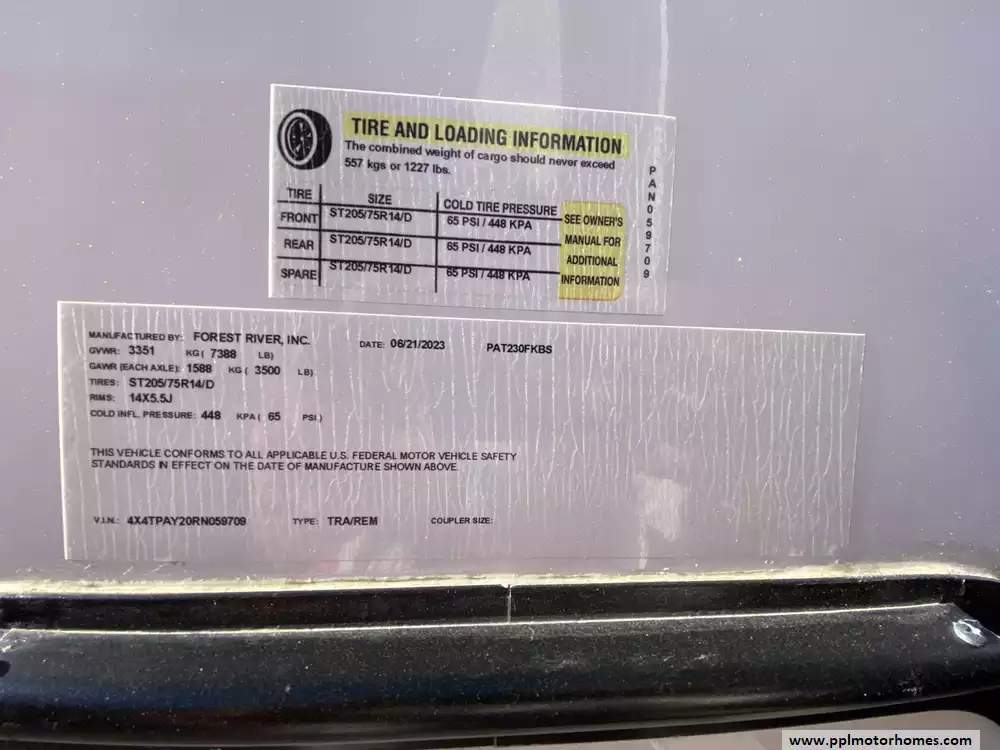 TIRE AND LOADING INFORMATION
The combined weight of cargo should never exceed
557 kgs or 1227 lbs.
TIRE SIZE COLD TIRE PRESSURE
FRONT ST205/75R14/D 65 PSI / 448 KPA
REAR ST205/75R14/D 65 PSI / 448 KPA
SPARE ST205/75R14/D 65 PSI / 448 KPA
SEE OWNER'S
MANUAL FOR
ADDITIONAL
INFORMATION
PAN059709
MANUFACTURED BY: FOREST RIVER, INC. DATE: 06/21/2023 PAT230FKBS
GVWR: 3351 KG ( 7388 LB)
GAWR (EACH AXLE): 1588 KG ( 3500 LB)
TIRES: ST205/75R14/D
RIMS: 14X5.5J
COLD INFL. PRESSURE: 448 KPA ( 65 PSI.)
THIS VEHICLE CONFORMS TO ALL APPLICABLE U.S. FEDERAL MOTOR VEHICLE SAFETY
STANDARDS IN EFFECT ON THE DATE OF MANUFACTURE SHOWN ABOVE.
V.I.N.: 4X4TPAY20RN059709 TYPE: TRA/REM COUPLER SIZE:
www.pplmotorhomes.com